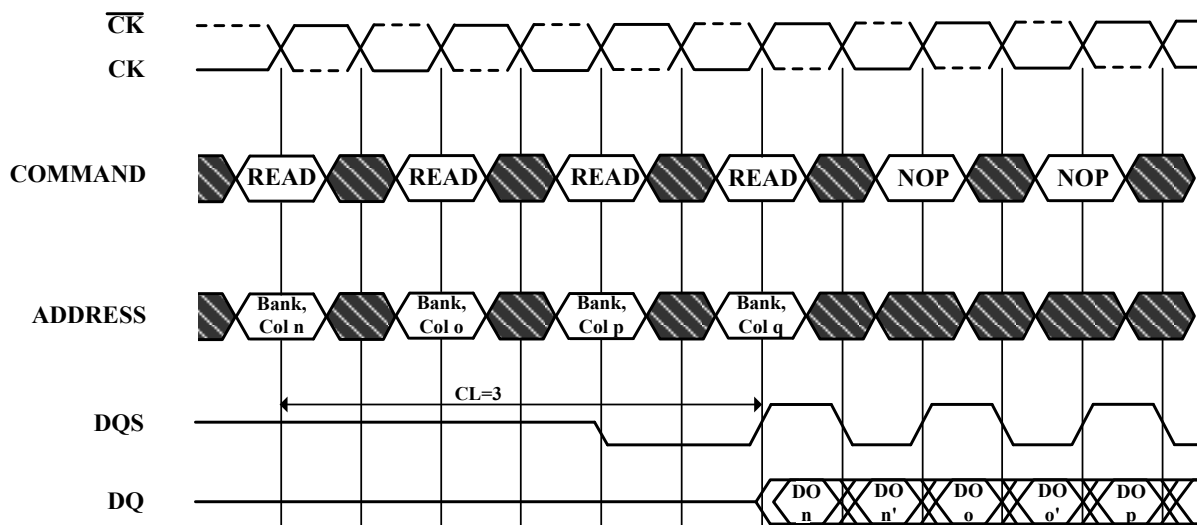 CK
CK
COMMAND
READ READ READ READ NOP NOP
ADDRESS
Bank, Bank, Bank, Bank,
Col n Col o Col p Col q
CL=3
DQS
DQ
DO DO DO DO DO
n n' o o' p